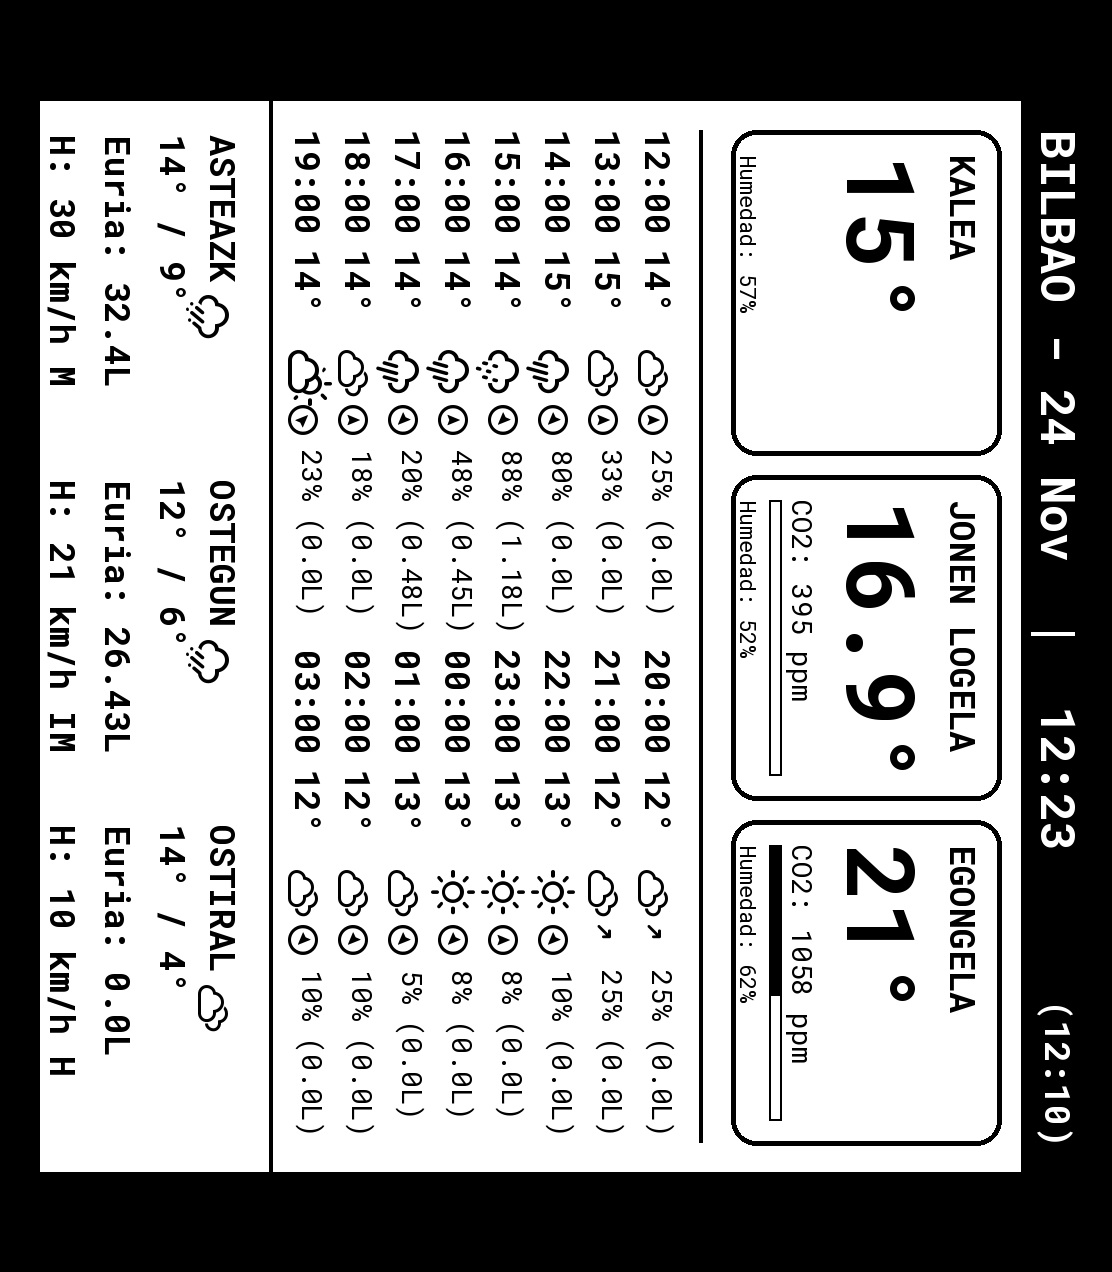 BILBAO - 24 Nov | 12:23 (12:10)
KALEA
15°
Humedad: 57%
JONEN LOGELA
16.9°
CO2: 395 ppm
Humedad: 52%
EGONGELA
21°
CO2: 1058 ppm
Humedad: 62%
12:00 14° 25% (0.0L)
13:00 15° 33% (0.0L)
14:00 15° 80% (0.0L)
15:00 14° 88% (1.18L)
16:00 14° 48% (0.45L)
17:00 14° 20% (0.48L)
18:00 14° 18% (0.0L)
19:00 14° 23% (0.0L)
20:00 12° 25% (0.0L)
21:00 12° 25% (0.0L)
22:00 13° 10% (0.0L)
23:00 13° 8% (0.0L)
00:00 13° 8% (0.0L)
01:00 13° 5% (0.0L)
02:00 12° 10% (0.0L)
03:00 12° 10% (0.0L)
ASTEAZK
14° / 9°
Euria: 32.4L
H: 30 km/h M
OSTEGUN
12° / 6°
Euria: 26.43L
H: 21 km/h IM
OSTIRAL
14° / 4°
Euria: 0.0L
H: 10 km/h H